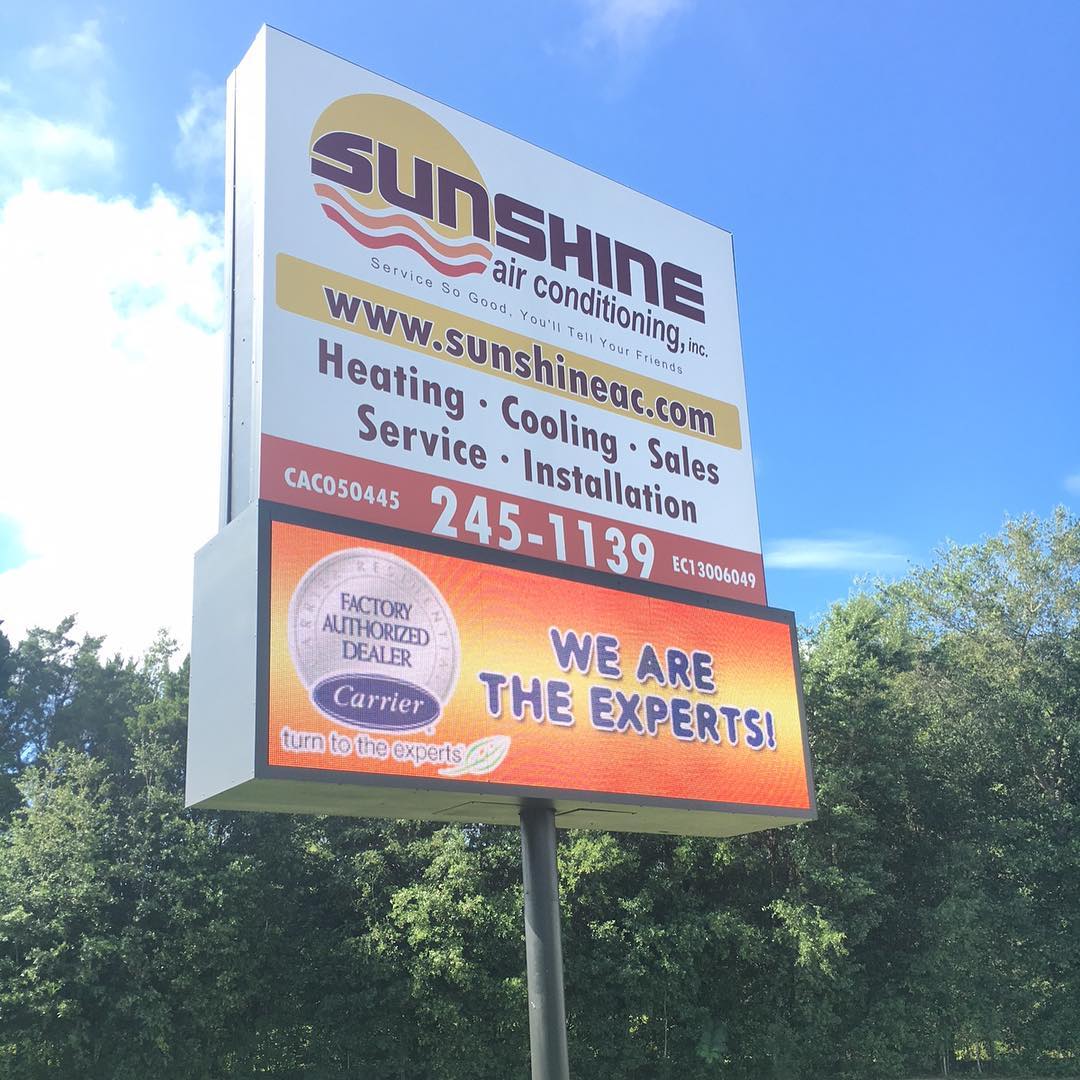 SUNSHINE
air conditioning, inc.
Service So Good, You'll Tell Your Friends
www.sunshineac.com
Heating · Cooling · Sales
Service · Installation
CAC050445 245-1139 EC13006049
FACTORY
AUTHORIZED
DEALER
Carrier
turn to the experts
WE ARE
THE EXPERTS!